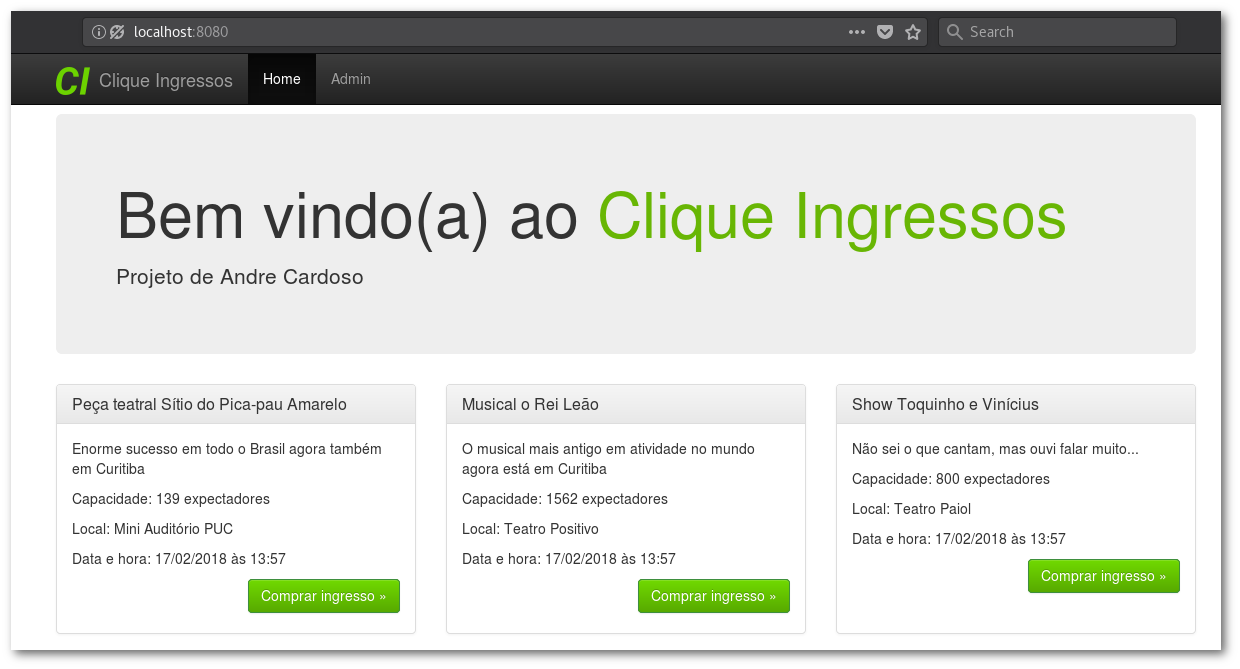 localhost:8080
Search
CI Clique Ingressos Home Admin
Bem vindo(a) ao Clique Ingressos
Projeto de Andre Cardoso
Peça teatral Sítio do Pica-pau Amarelo
Enorme sucesso em todo o Brasil agora também
em Curitiba
Capacidade: 139 expectadores
Local: Mini Auditório PUC
Data e hora: 17/02/2018 às 13:57
Comprar ingresso »
Musical o Rei Leão
O musical mais antigo em atividade no mundo
agora está em Curitiba
Capacidade: 1562 expectadores
Local: Teatro Positivo
Data e hora: 17/02/2018 às 13:57
Comprar ingresso »
Show Toquinho e Vinícius
Não sei o que cantam, mas ouvi falar muito...
Capacidade: 800 expectadores
Local: Teatro Paiol
Data e hora: 17/02/2018 às 13:57
Comprar ingresso »